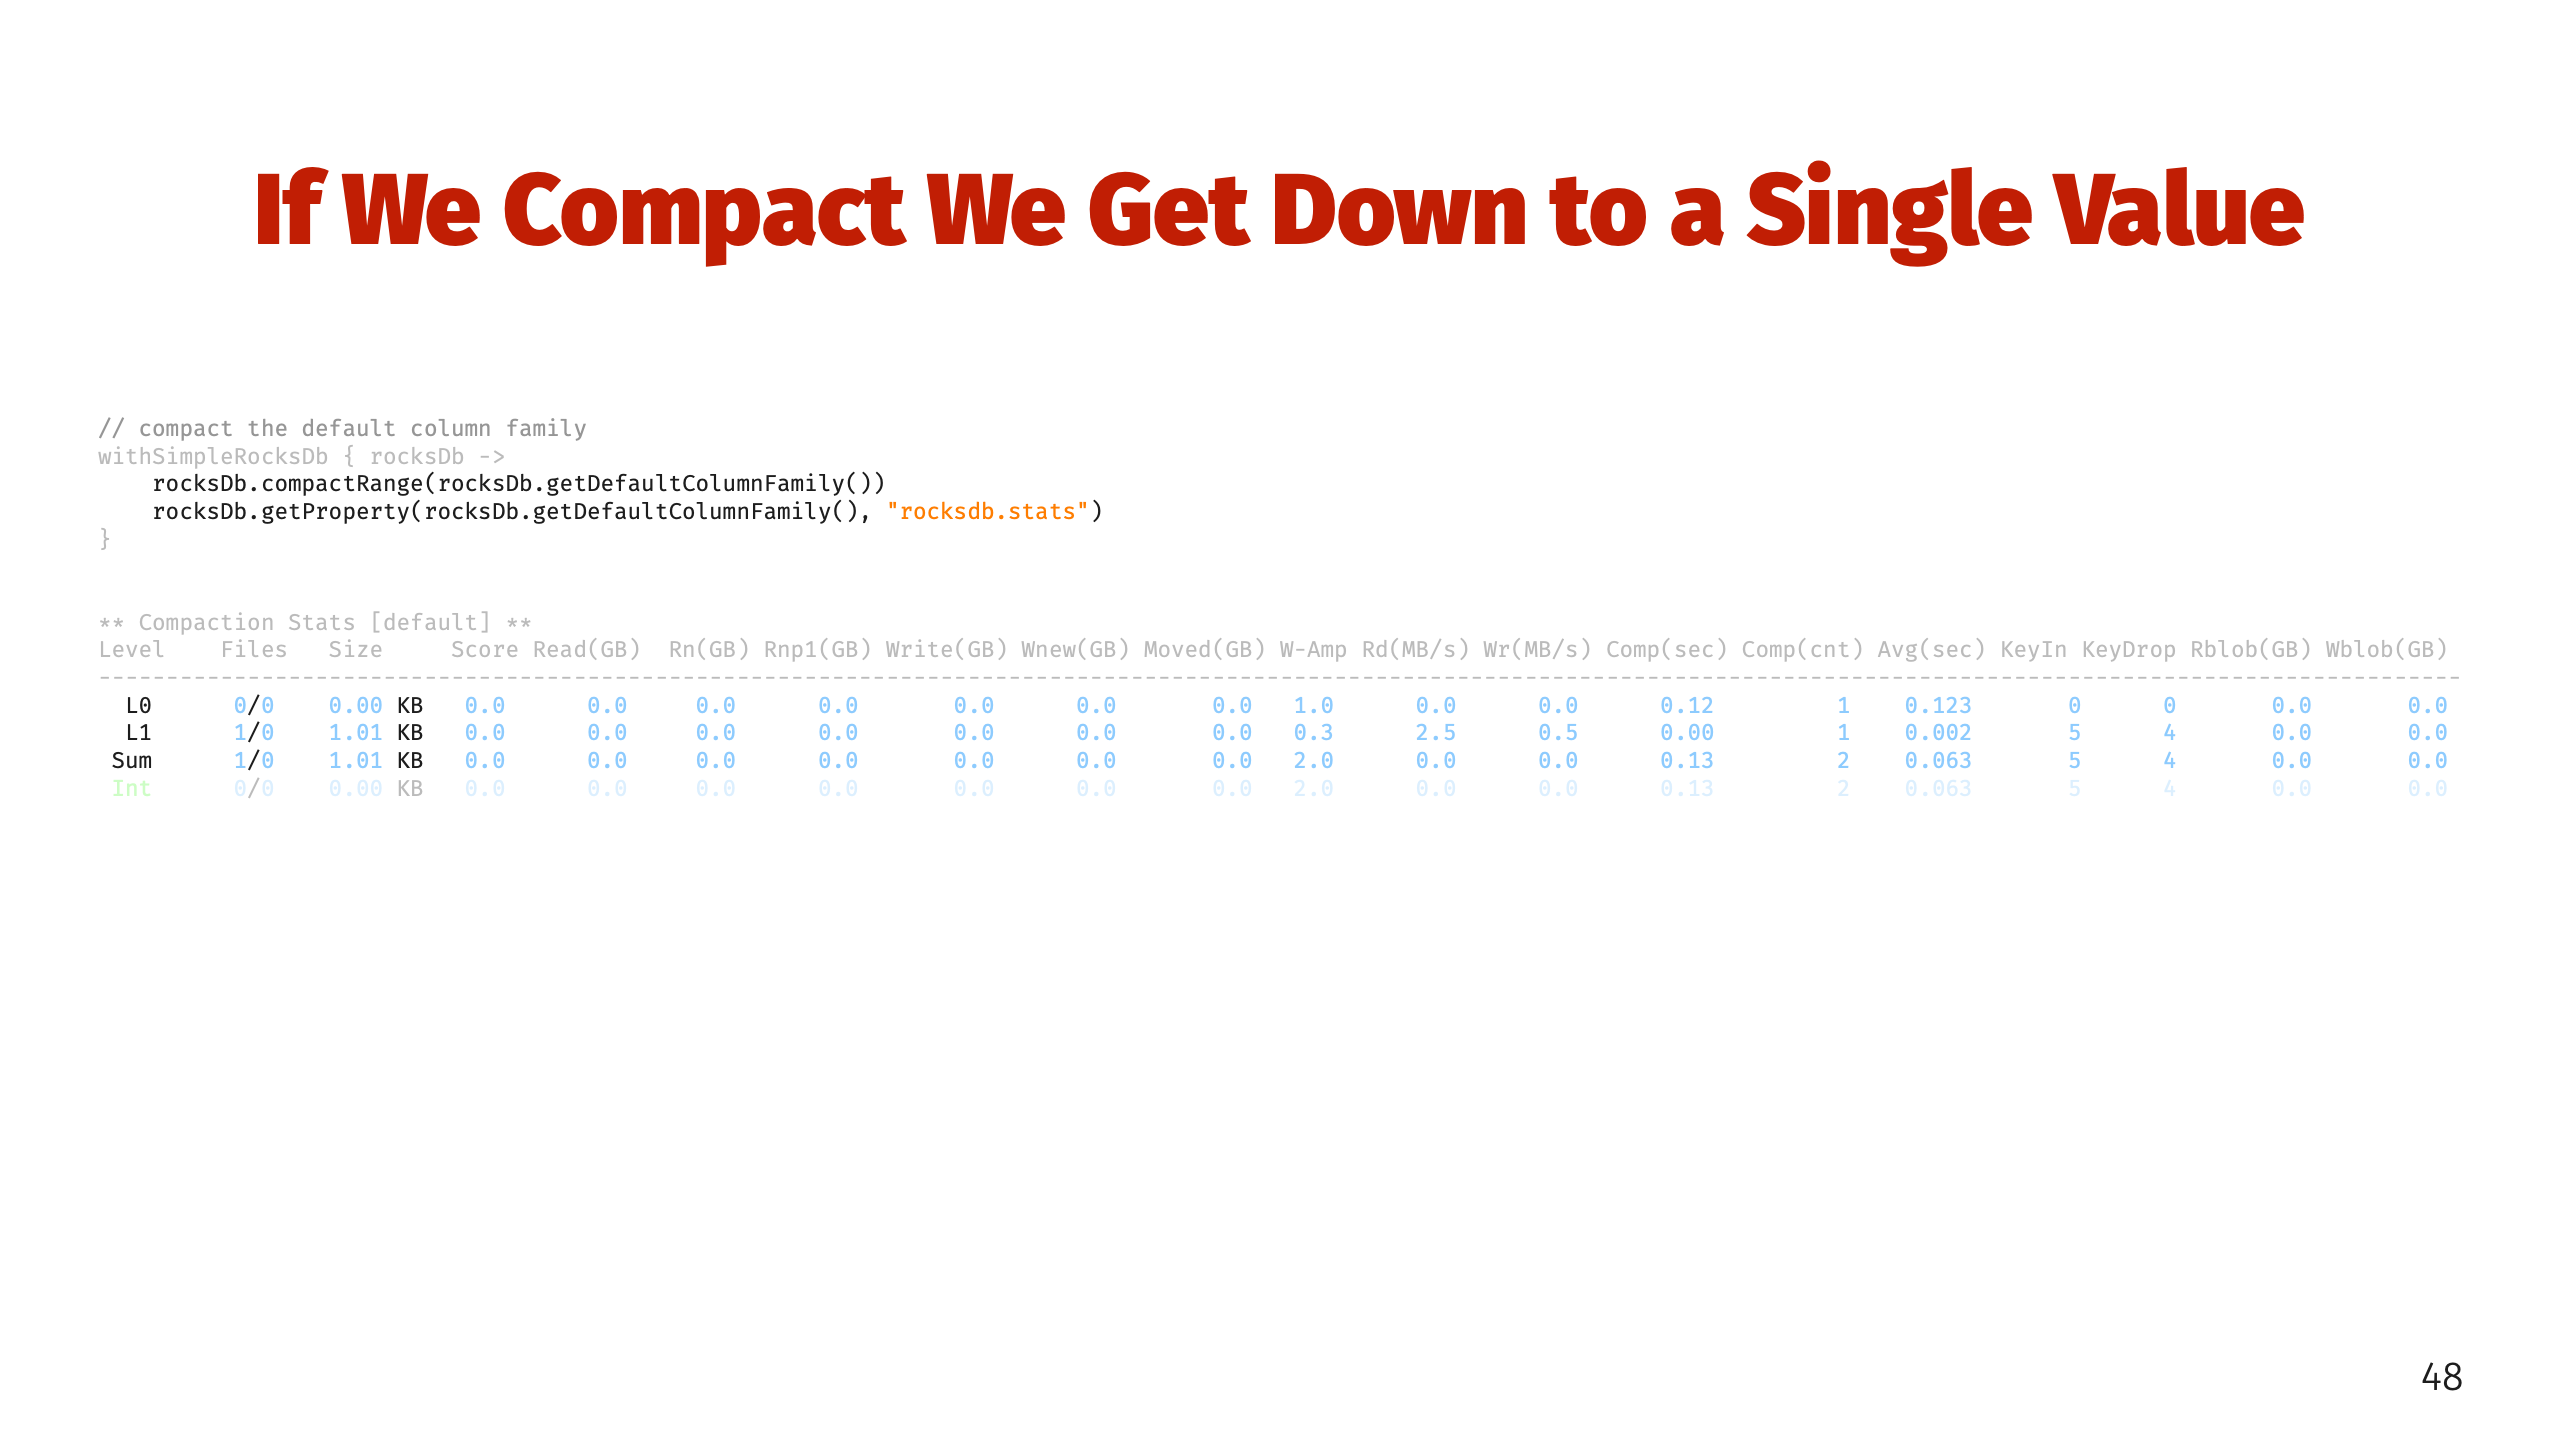 If We Compact We Get Down to a Single Value
// compact the default column family
withSimpleRocksDb { rocksDb ->
    rocksDb.compactRange(rocksDb.getDefaultColumnFamily())
    rocksDb.getProperty(rocksDb.getDefaultColumnFamily(), "rocksdb.stats")
}
** Compaction Stats [default] **
Level    Files   Size     Score Read(GB)  Rn(GB) Rnp1(GB) Write(GB) Wnew(GB) Moved(GB) W-Amp Rd(MB/s) Wr(MB/s) Comp(sec) Comp(cnt) Avg(sec) KeyIn KeyDrop Rblob(GB) Wblob(GB)
------------------------------------------------------------------------------------------------------------------------------------------------------------------------------
  L0      0/0    0.00 KB   0.0      0.0     0.0      0.0       0.0      0.0       0.0   1.0      0.0      0.0      0.12         1    0.123       0      0       0.0       0.0
  L1      1/0    1.01 KB   0.0      0.0     0.0      0.0       0.0      0.0       0.0   0.3      2.5      0.5      0.00         1    0.002       5      4       0.0       0.0
 Sum      1/0    1.01 KB   0.0      0.0     0.0      0.0       0.0      0.0       0.0   2.0      0.0      0.0      0.13         2    0.063       5      4       0.0       0.0
 Int      0/0    0.00 KB   0.0      0.0     0.0      0.0       0.0      0.0       0.0   2.0      0.0      0.0      0.13         2    0.063       5      4       0.0       0.0
48